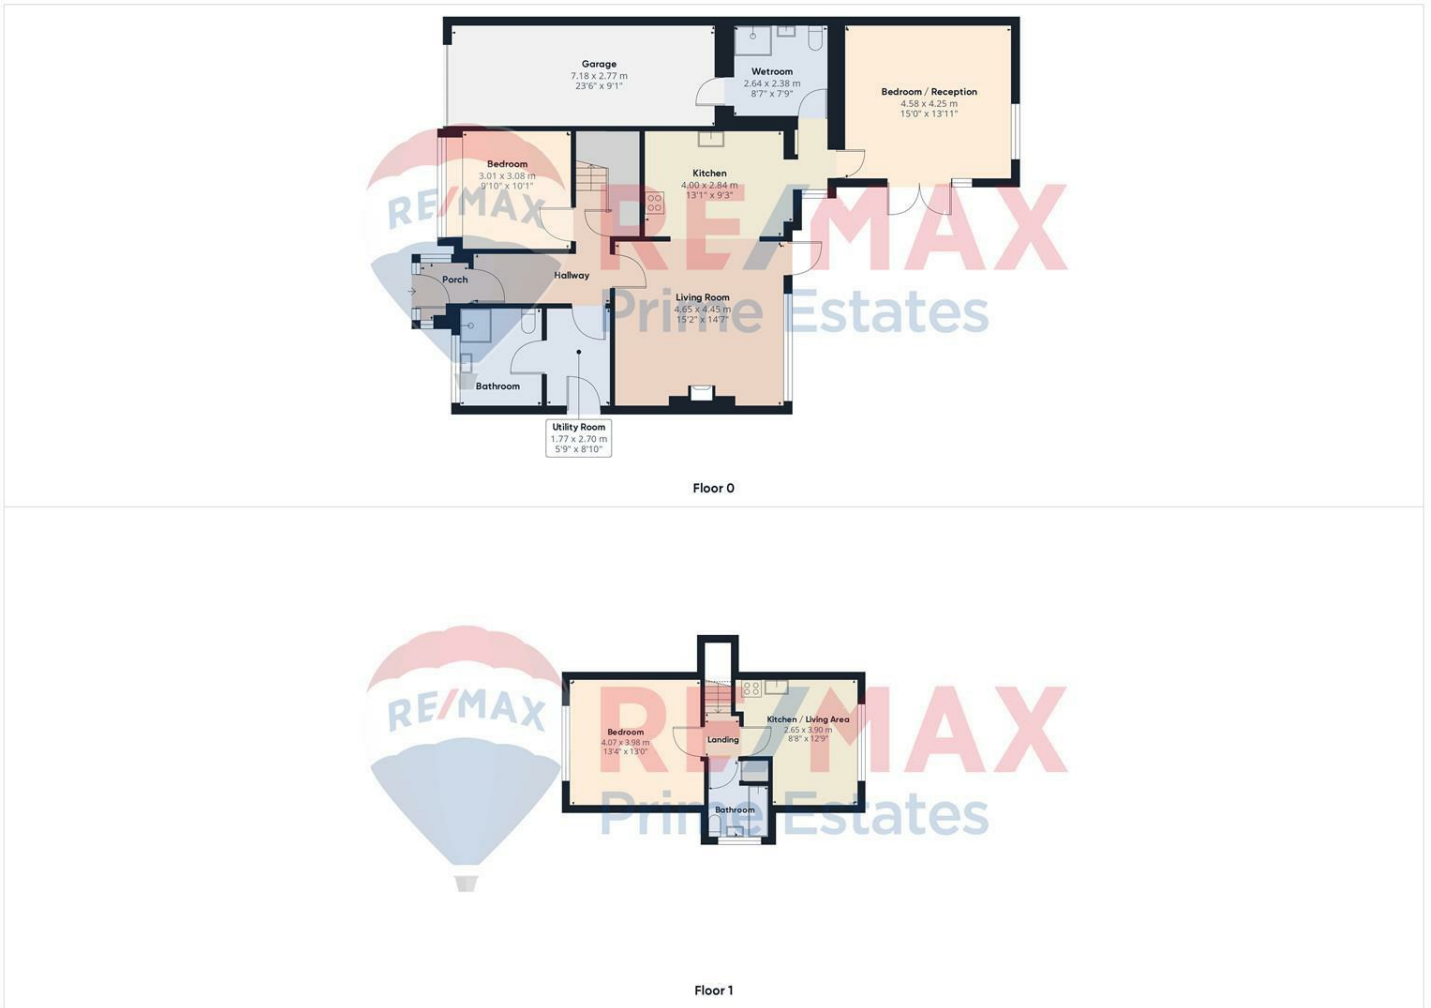 Garage
7.18 x 2.77 m
23'6" x 9'1"
Wetroom
2.64 x 2.38 m
8'7" x 7'9"
Bedroom / Reception
4.58 x 4.25 m
15'0" x 13'11"
Bedroom
3.01 x 3.08 m
9'10" x 10'1"
Kitchen
4.00 x 2.84 m
13'1" x 9'3"
RE/MAX
RE/MAX
Prime Estates
Porch
Hallway
Living Room
4.65 x 4.45 m
15'2" x 14'7"
Bathroom
Utility Room
1.77 x 2.70 m
5'9" x 8'10"
Floor 0
RE/MAX
RE/MAX
Prime Estates
Bedroom
4.07 x 3.98 m
13'4" x 13'0"
Landing
Kitchen / Living Area
2.65 x 3.90 m
8'8" x 12'9"
Bathroom
Floor 1